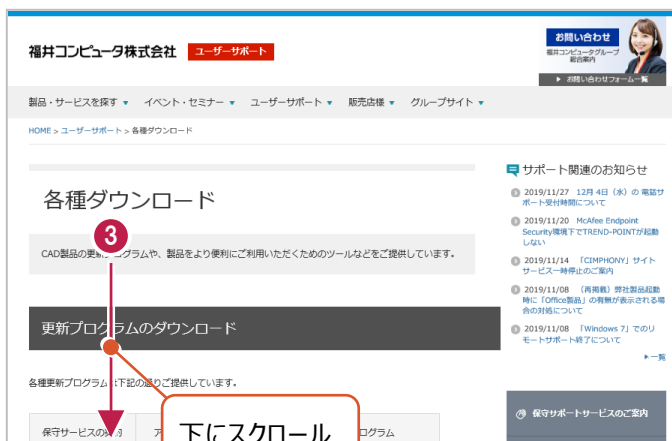 福井コンピュータ株式会社 ユーザーサポート
お問い合わせ
福井コンピュータグループ
総合案内
▶ お問い合わせフォーム一覧
製品・サービスを探す ▼ イベント・セミナー ▼ ユーザーサポート ▼ 販売店様 ▼ グループサイト ▼
HOME > ユーザーサポート > 各種ダウンロード
各種ダウンロード
3
CAD製品の更新プログラムや、製品をより便利にご利用いただくためのツールなどをご提供しています。
更新プログラムのダウンロード
各種更新プログラムは下記の通りご提供しています。
保守サービスの
プログラム
下にスクロール
サポート関連のお知らせ
2019/11/27 12月 4日（水）の 電話サ
ポート受付時間について
2019/11/20 McAfee Endpoint
Security環境下でTREND-POINTが起動
しない
2019/11/14 「CIMPHONY」サイト
サービス一時停止のご案内
2019/11/08 （再掲載）弊社製品起動
時に「Office製品」の有無が表示される場
合の対処について
2019/11/08 「Windows 7」でのリ
モートサポート終了について
▶一覧
保守サポートサービスのご案内